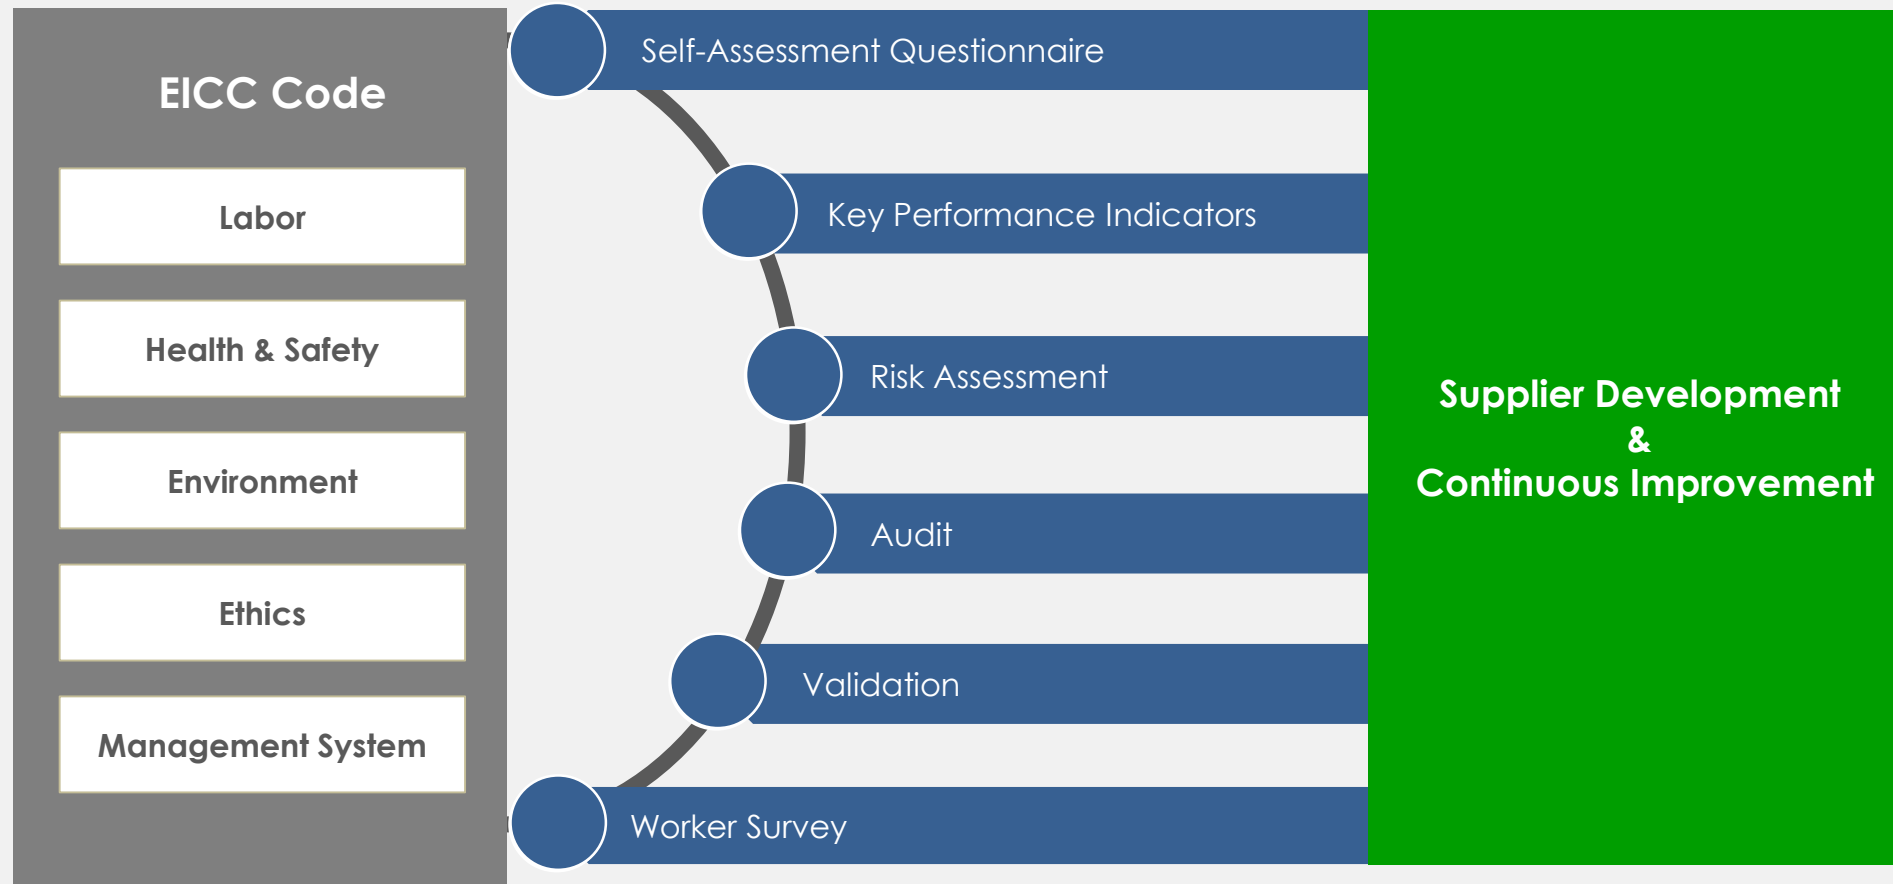 EICC Code
Labor
Health & Safety
Environment
Ethics
Management System
Self-Assessment Questionnaire
Key Performance Indicators
Risk Assessment
Audit
Validation
Worker Survey
Supplier Development
&
Continuous Improvement